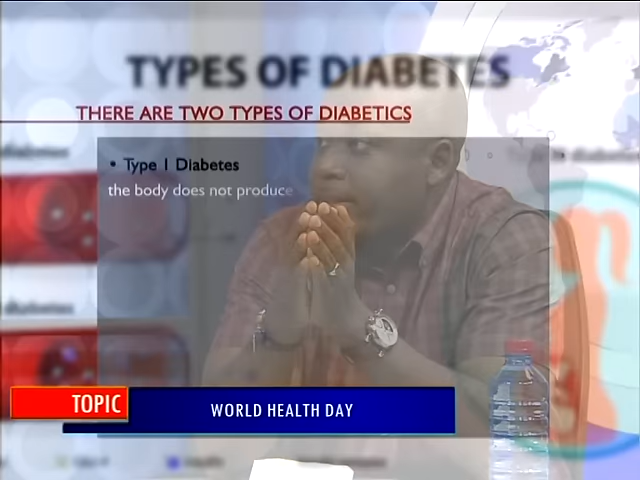 TYPES OF DIABETES
THERE ARE TWO TYPES OF DIABETICS
• Type 1 Diabetes
the body does not produce
TOPIC
WORLD HEALTH DAY